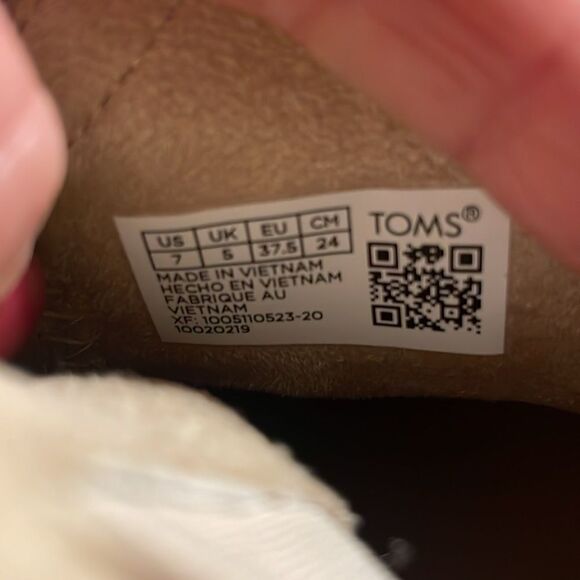 US UK EU CM
7 5 37.5 24
TOMS®
MADE IN VIETNAM
HECHO EN VIETNAM
FABRIQUE AU
VIETNAM
XF: 1005110523-20
10020219